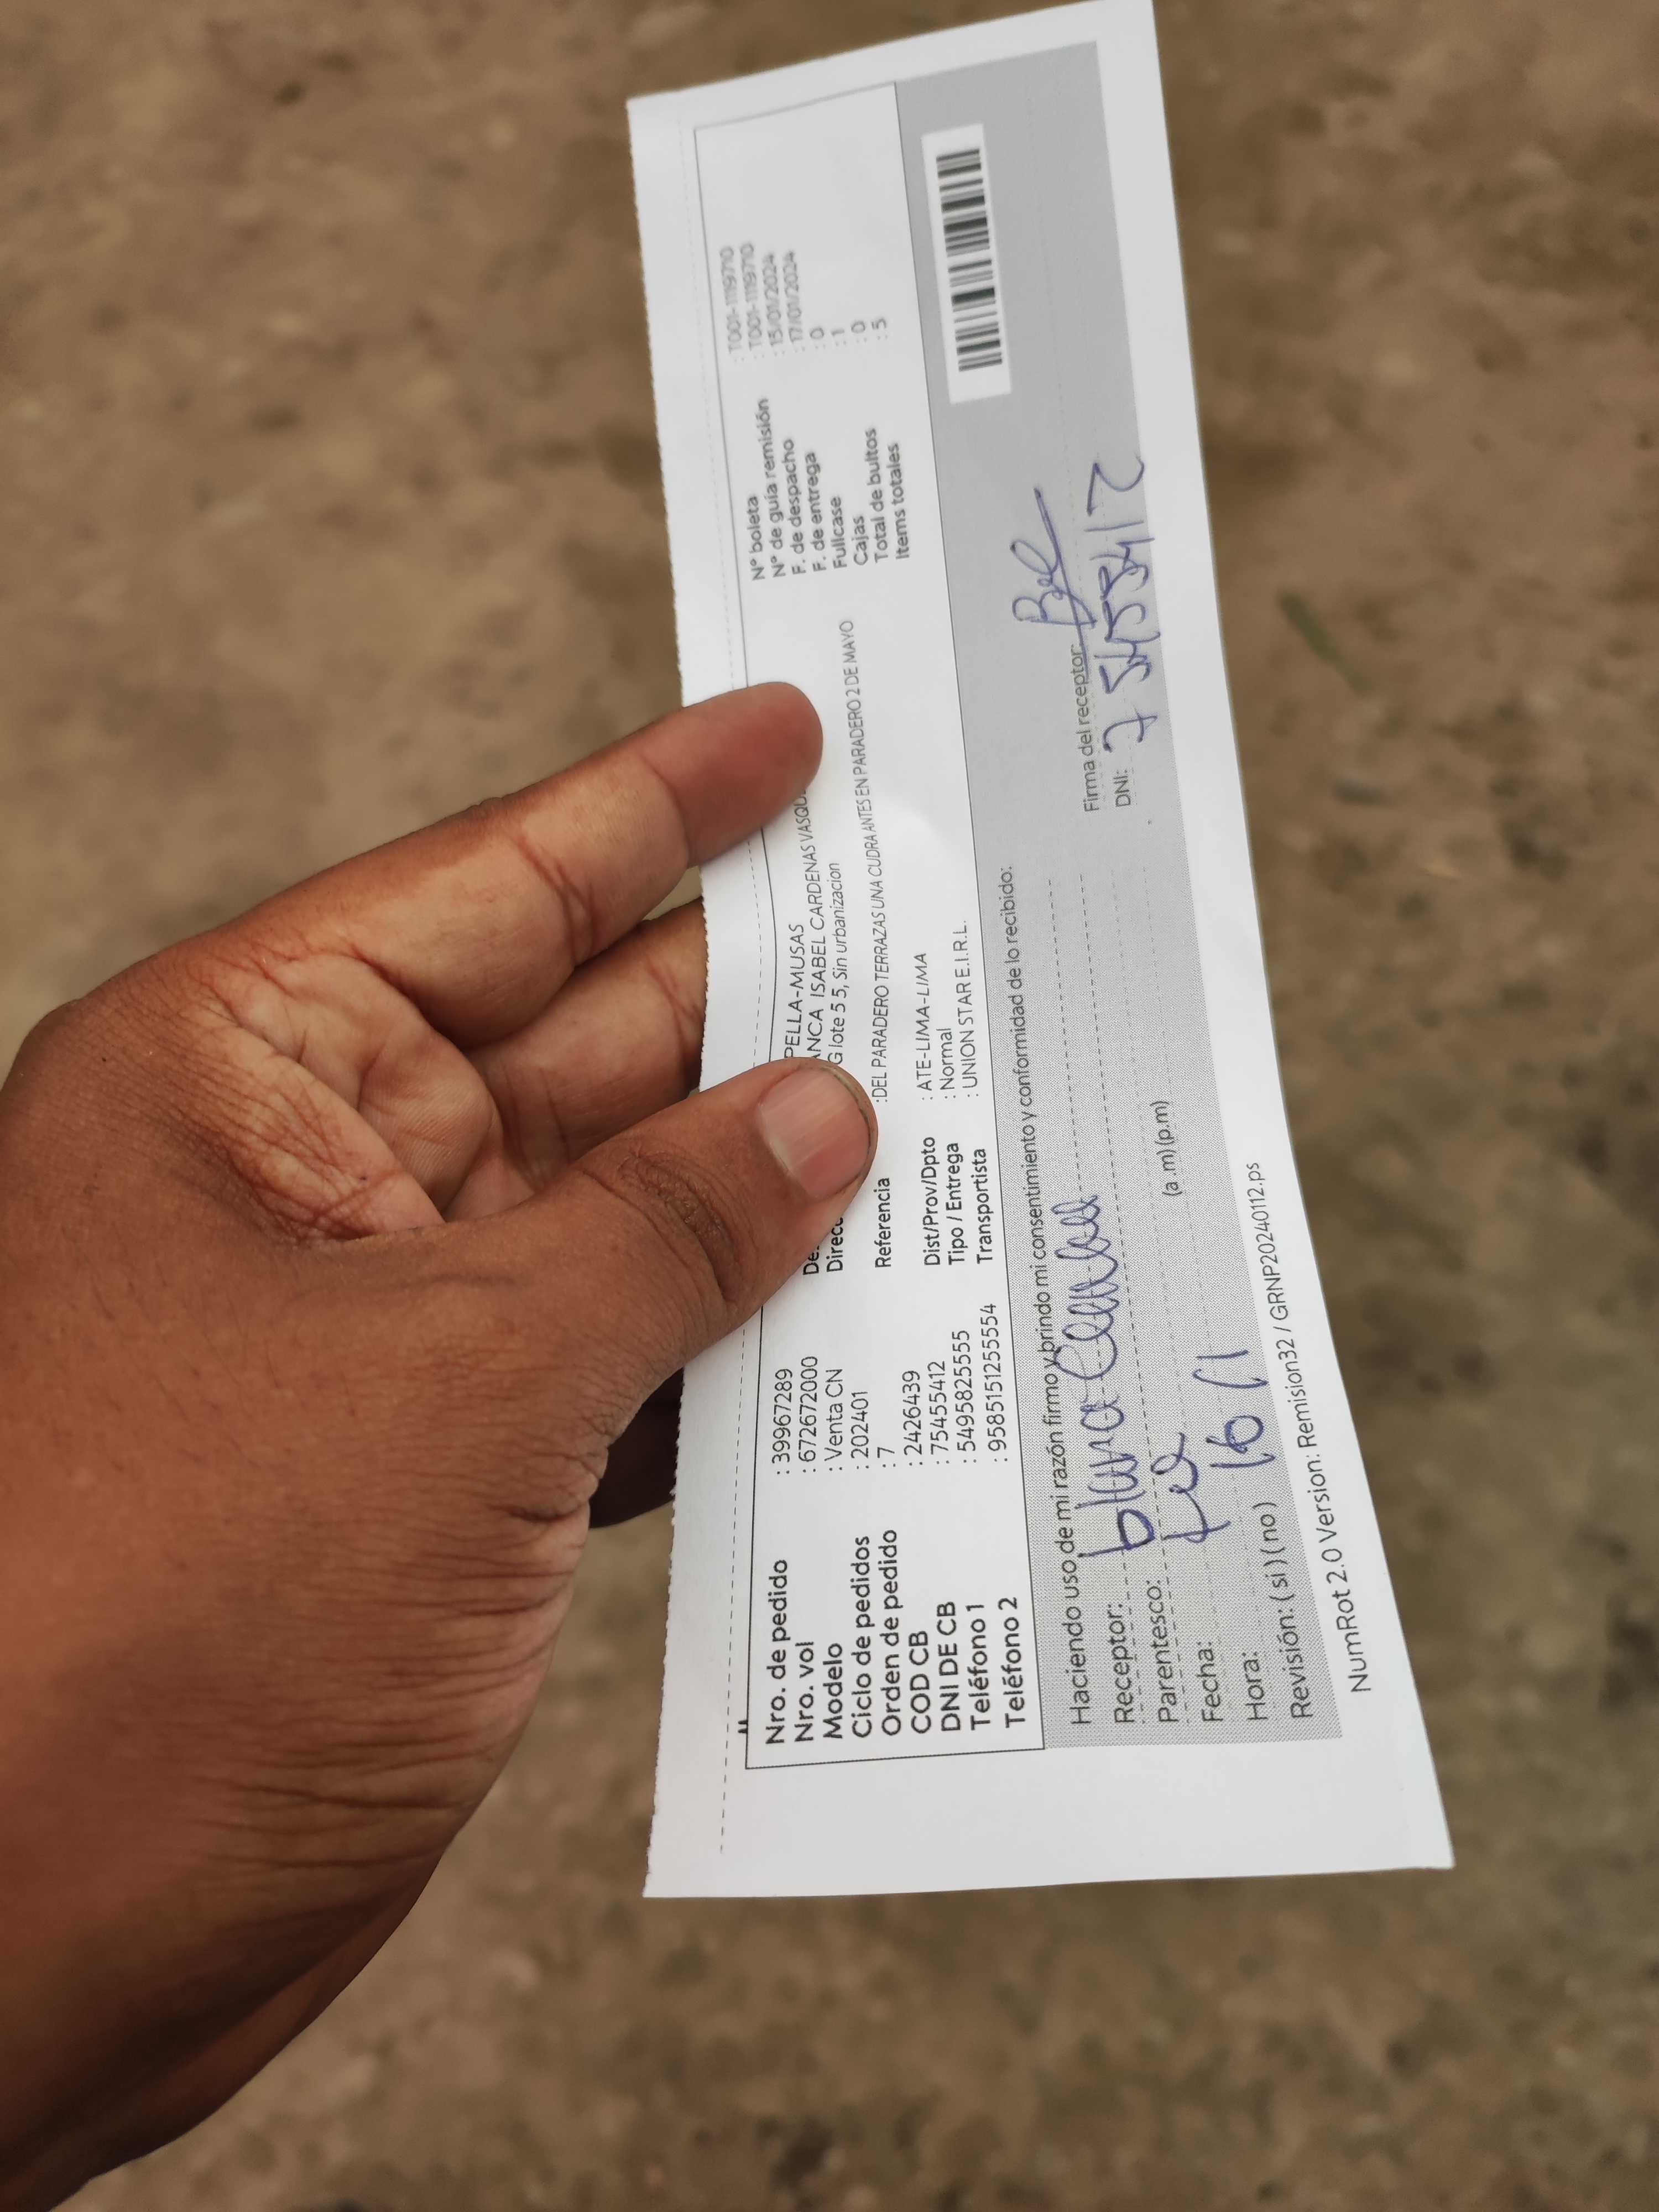 Nro. de pedido : 39967289
Nro. vol : 672672000
Modelo : Venta CN
Ciclo de pedidos : 202401
Orden de pedido : 7
COD CB : 2426439
DNI DE CB : 75455412
Teléfono 1 : 5495825555
Teléfono 2 : 958515125554
PELLA-MUSAS
ANCA ISABEL CARDENAS VASQU
Direc G lote 5 5, Sin urbanizacion
Referencia :DEL PARADERO TERRAZAS UNA CUDRA ANTES EN PARADERO 2 DE MAYO
Dist/Prov/Dpto : ATE-LIMA-LIMA
Tipo / Entrega : Normal
Transportista : UNION STAR E.I.R.L.
N° boleta : T001-1119710
N° de guía remisión : T001-1119710
F. de despacho : 15/01/2024
F. de entrega : 17/01/2024
Fullcase : 0
Cajas : 1
Total de bultos : 0
Items totales : 5
Haciendo uso de mi razón firmo y brindo mi consentimiento y conformidad de lo recibido:
Receptor: blanca
Parentesco:
Fecha: 16/1
Hora: (a .m) (p.m)
Revisión: ( si ) ( no )
Firma del receptor:
DNI: 75455412
NumRot 2.0 Version: Remision32 / GRNP20240112.ps